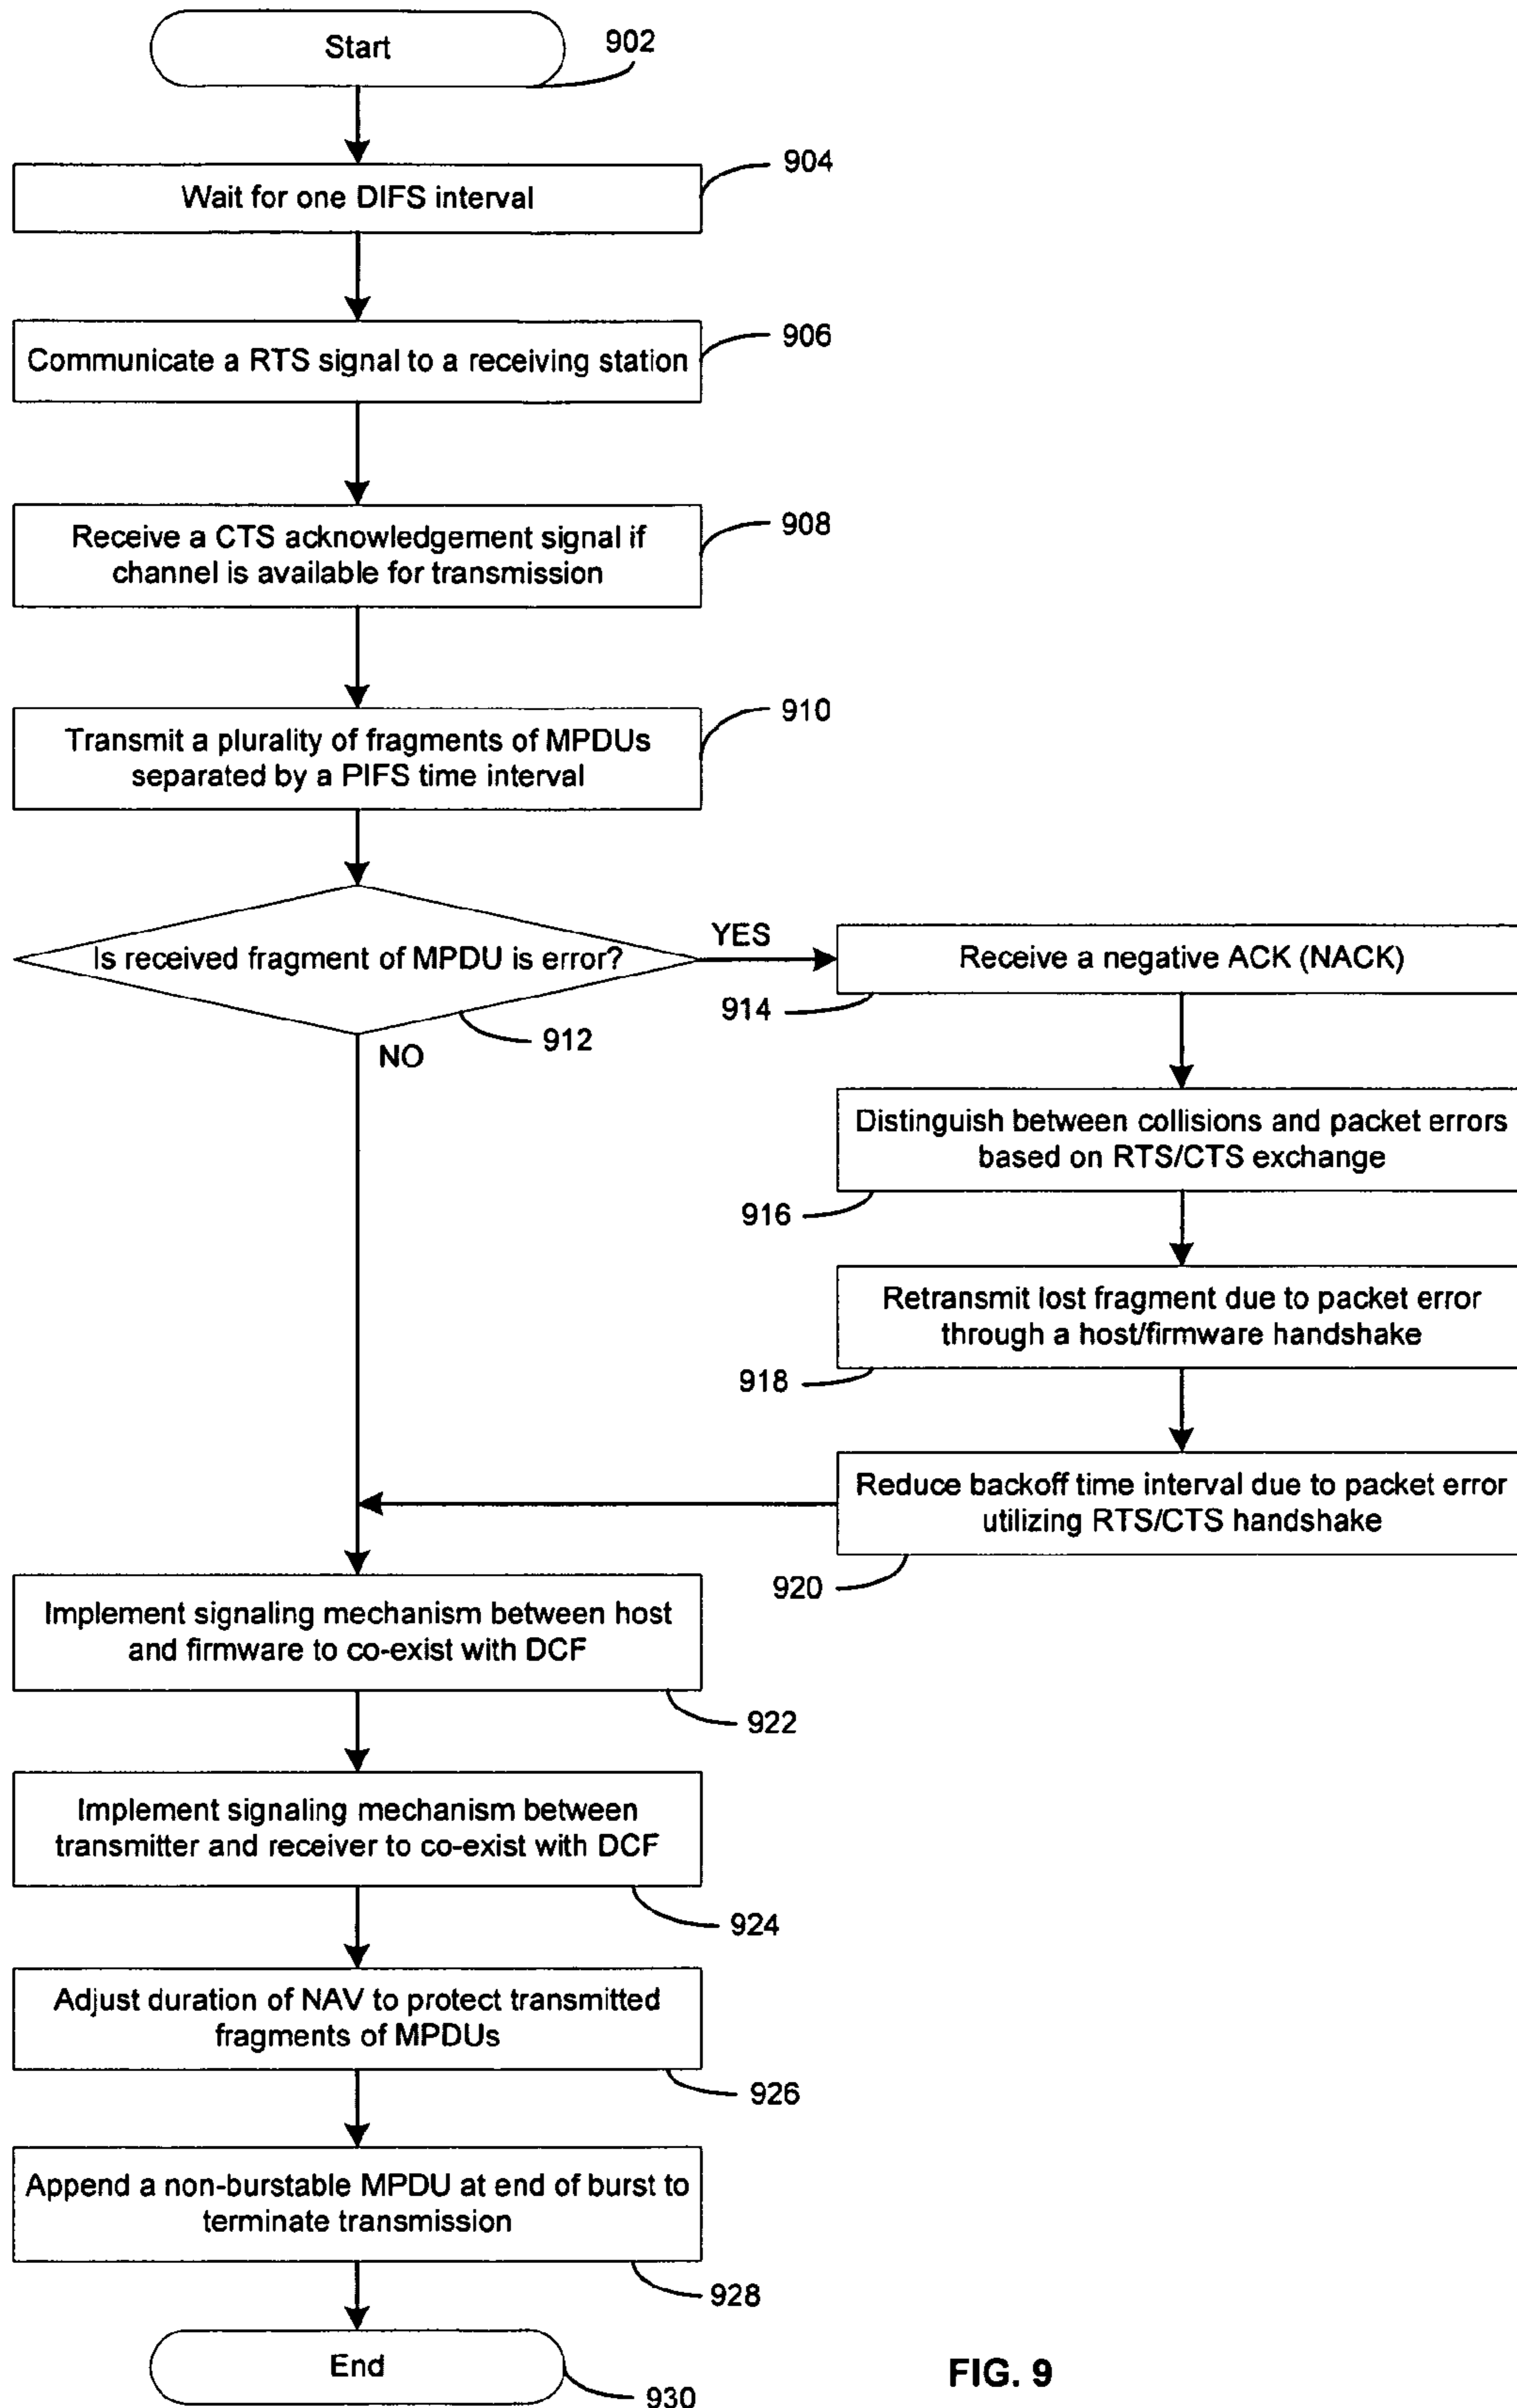 Start
902
Wait for one DIFS interval
904
Communicate a RTS signal to a receiving station
906
Receive a CTS acknowledgement signal if
channel is available for transmission
908
Transmit a plurality of fragments of MPDUs
separated by a PIFS time interval
910
Is received fragment of MPDU is error?
912
YES
NO
Receive a negative ACK (NACK)
914
Distinguish between collisions and packet errors
based on RTS/CTS exchange
916
Retransmit lost fragment due to packet error
through a host/firmware handshake
918
Reduce backoff time interval due to packet error
utilizing RTS/CTS handshake
920
Implement signaling mechanism between host
and firmware to co-exist with DCF
922
Implement signaling mechanism between
transmitter and receiver to co-exist with DCF
924
Adjust duration of NAV to protect transmitted
fragments of MPDUs
926
Append a non-burstable MPDU at end of burst to
terminate transmission
928
End
930
FIG. 9